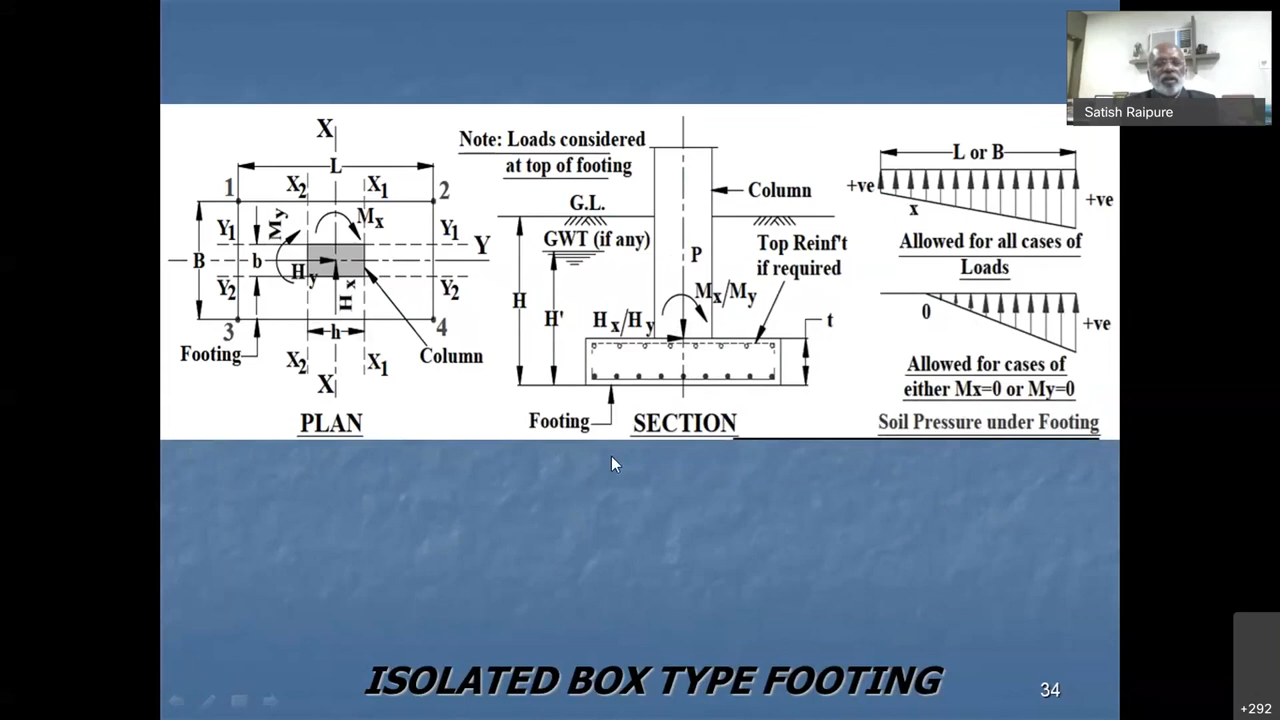 Satish Raipure
X
L
X₂ X₁
1 2
My Mx
Y₁ Y₁
Y
B b
Hy
Hx
Y₂ Y₂
3 4
h
Footing
Column
X₂ X₁
X
PLAN
Note: Loads considered
at top of footing
Column
G.L.
GWT (if any)
Top Reinf't
if required
P
H
H'
Mx/My
Hx/Hy
t
Footing
SECTION
L or B
+ve
+ve
x
Allowed for all cases of
Loads
0
+ve
Allowed for cases of
either Mx=0 or My=0
Soil Pressure under Footing
ISOLATED BOX TYPE FOOTING
34
+292